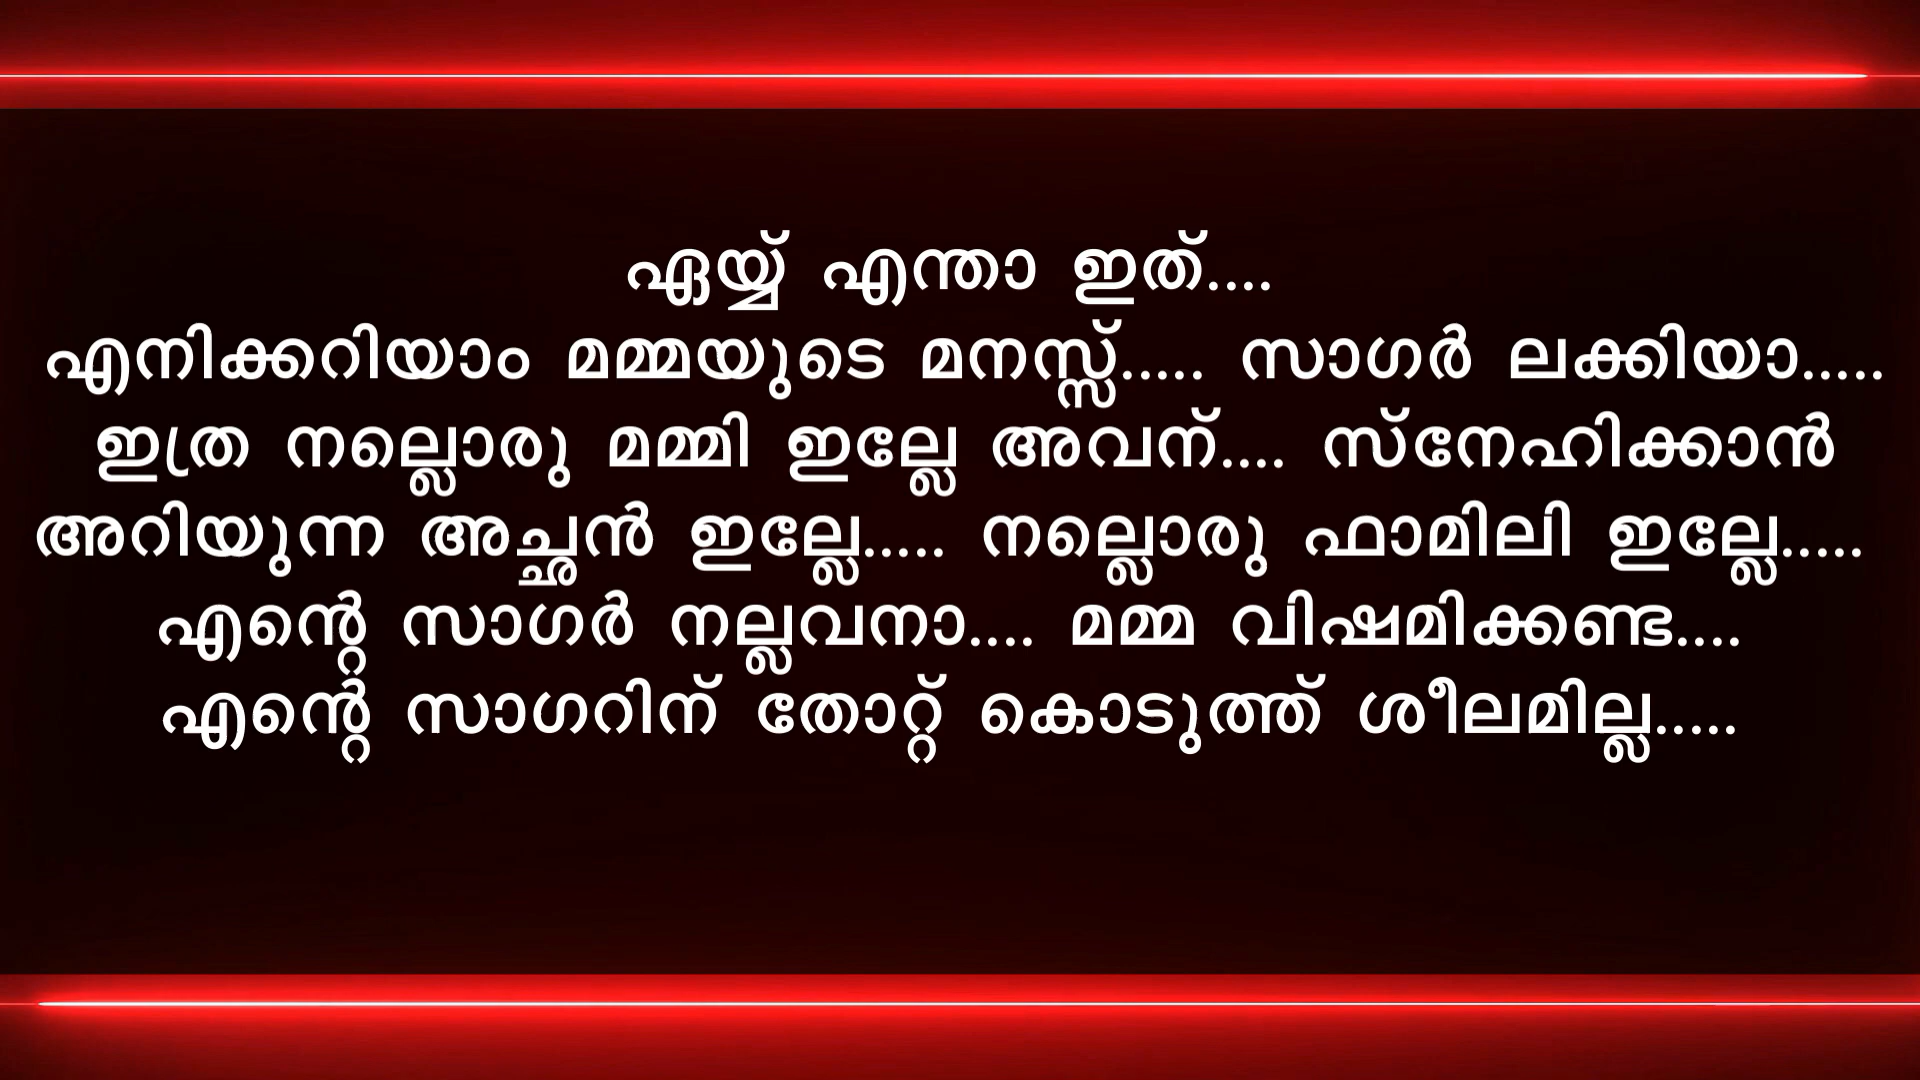 ഏയ്യ് എന്താ ഇത്....
എനിക്കറിയാം മമ്മയുടെ മനസ്സ്..... സാഗർ ലക്കിയാ.....
ഇത്ര നല്ലൊരു മമ്മി ഇല്ലേ അവന്.... സ്നേഹിക്കാൻ
അറിയുന്ന അച്ഛൻ ഇല്ലേ..... നല്ലൊരു ഫാമിലി ഇല്ലേ.....
എന്റെ സാഗർ നല്ലവനാ.... മമ്മ വിഷമിക്കണ്ട....
എന്റെ സാഗറിന് തോറ്റ് കൊടുത്ത് ശീലമില്ല.....